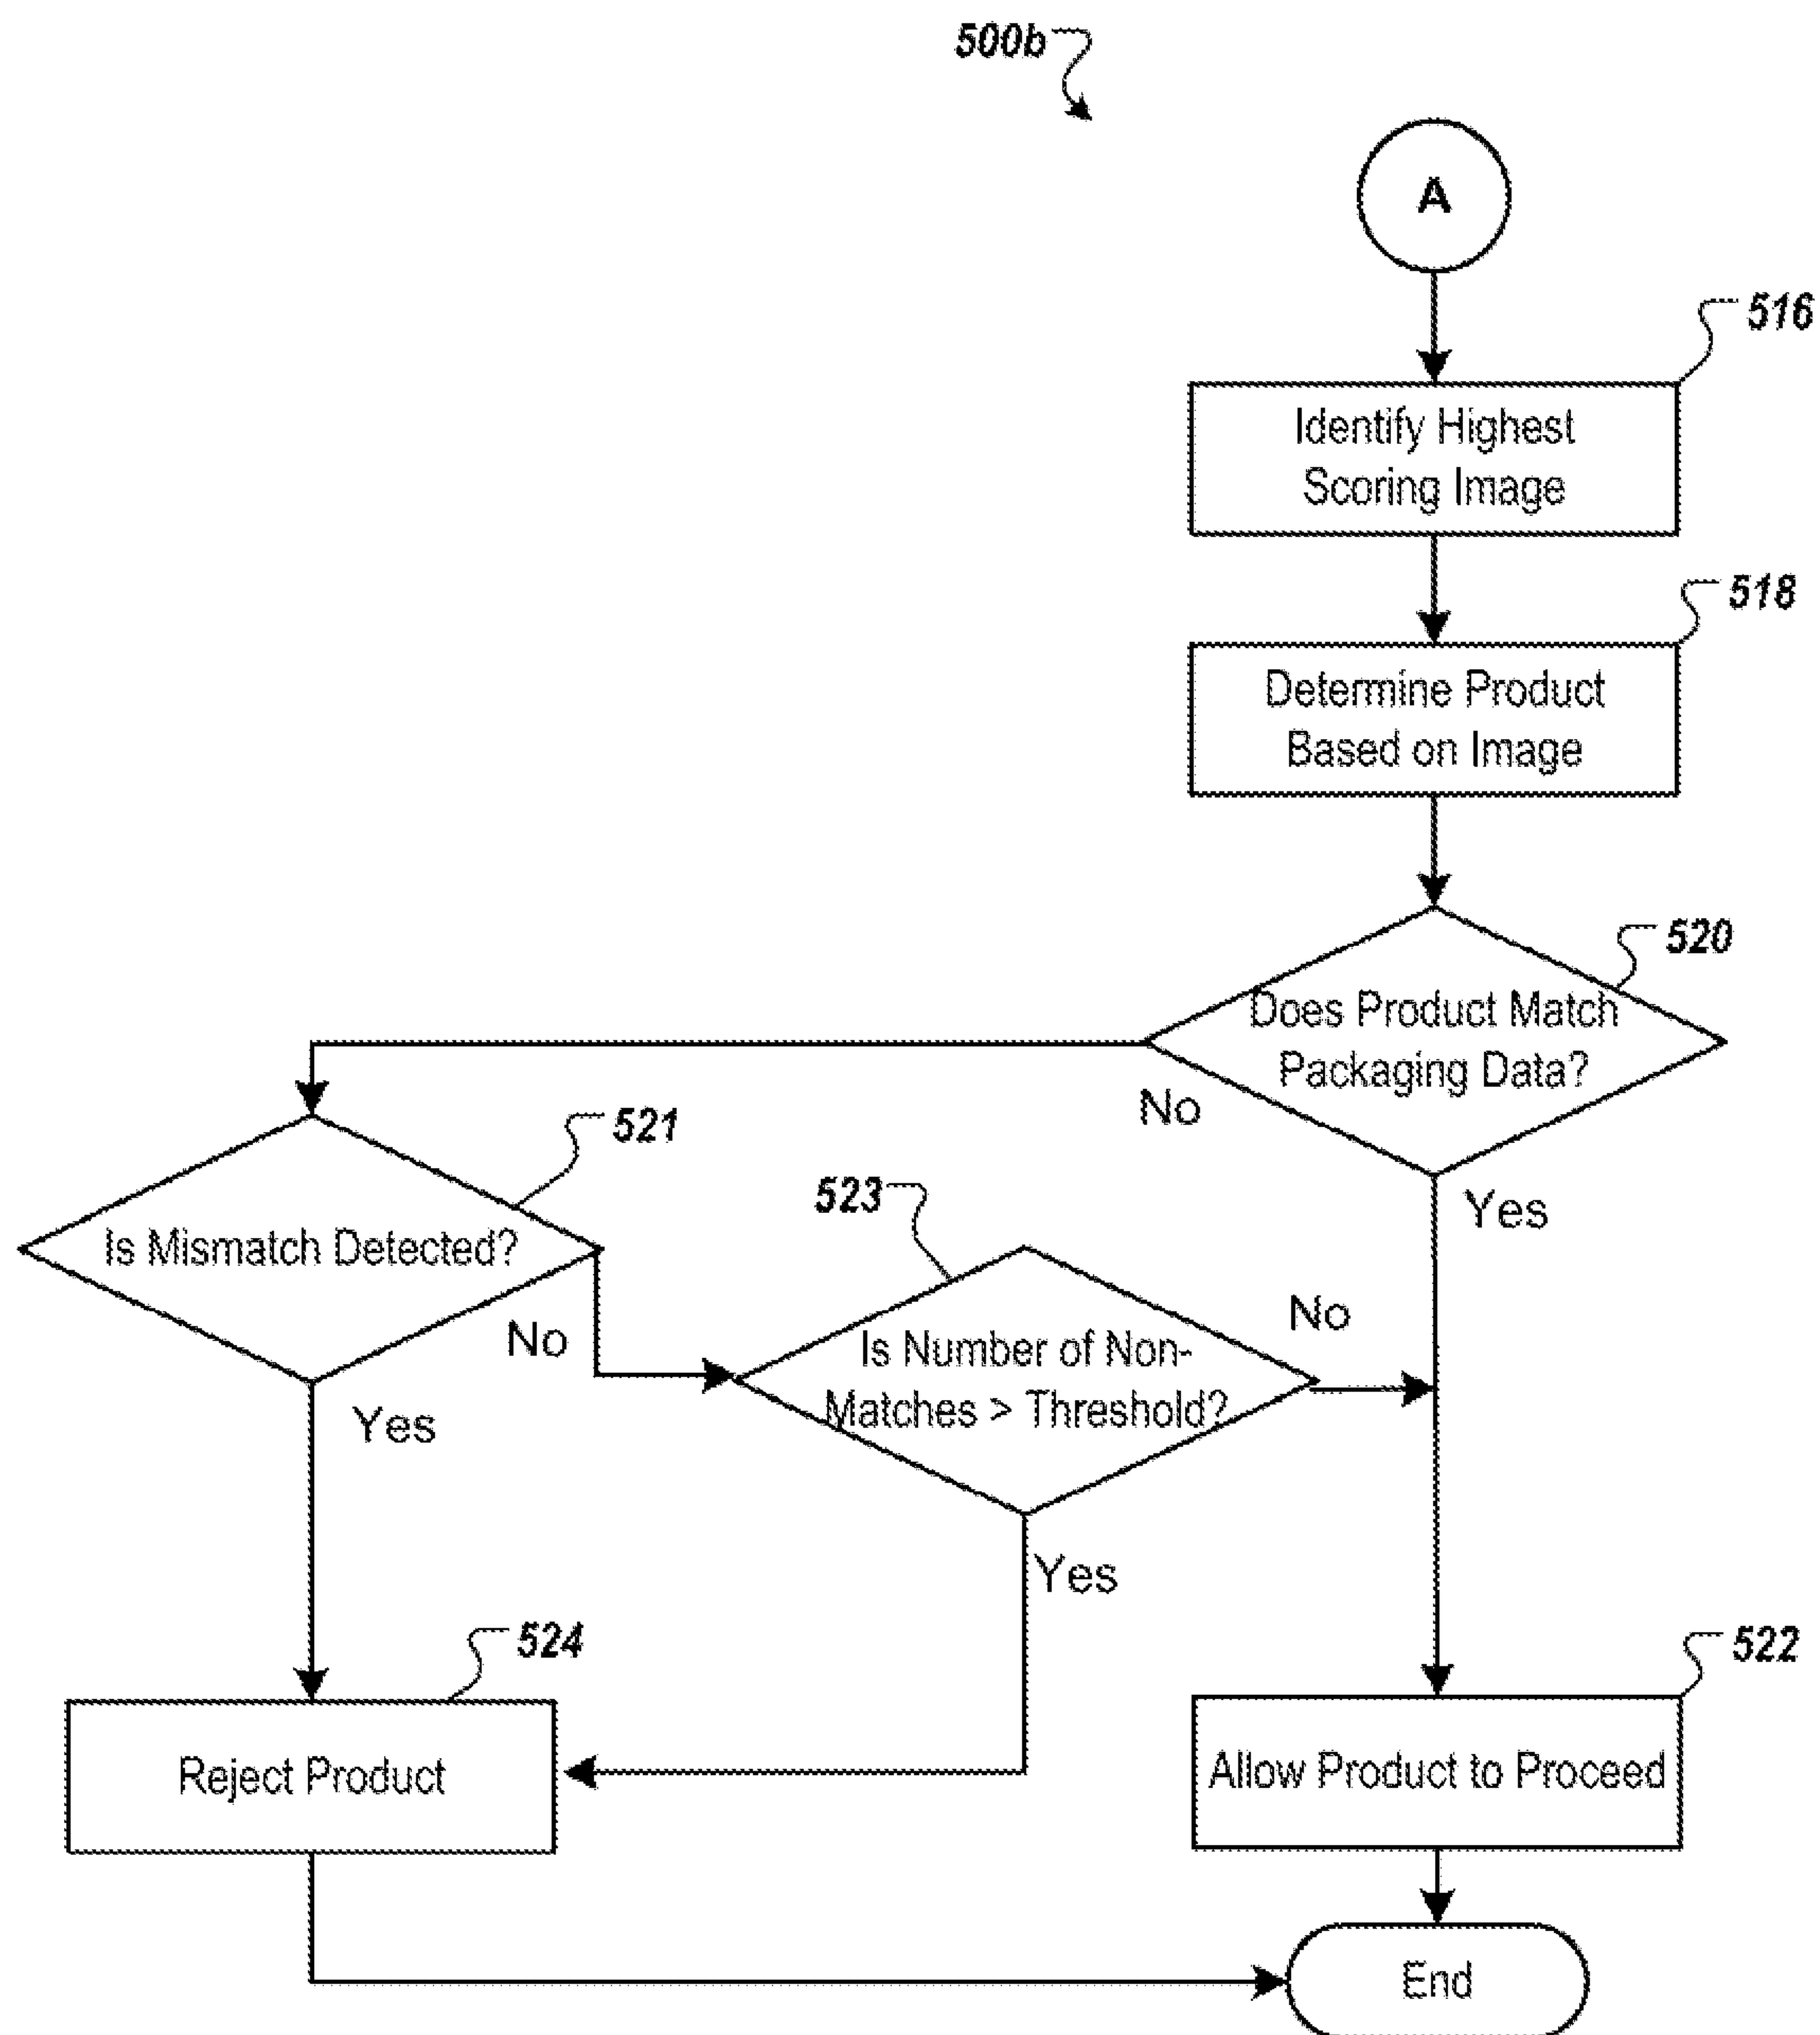 500b
A
516
Identify Highest
Scoring Image
518
Determine Product
Based on Image
520
Does Product Match
Packaging Data?
No
Yes
521
Is Mismatch Detected?
No
Yes
523
Is Number of Non-
Matches > Threshold?
No
Yes
524
Reject Product
522
Allow Product to Proceed
End